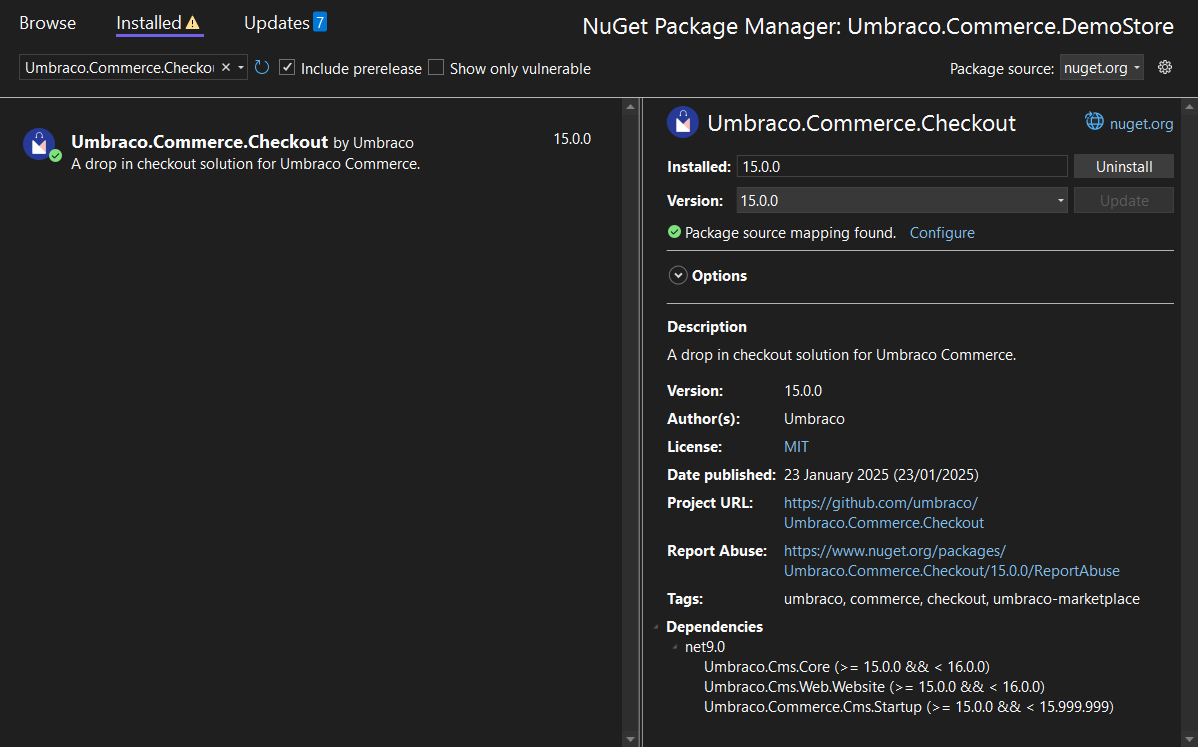 Browse Installed Updates 7
NuGet Package Manager: Umbraco.Commerce.DemoStore
Umbraco.Commerce.Checko Include prerelease Show only vulnerable
Package source: nuget.org
Umbraco.Commerce.Checkout by Umbraco 15.0.0
A drop in checkout solution for Umbraco Commerce.
Umbraco.Commerce.Checkout nuget.org
Installed: 15.0.0 Uninstall
Version: 15.0.0 Update
Package source mapping found. Configure
Options
Description
A drop in checkout solution for Umbraco Commerce.
Version: 15.0.0
Author(s): Umbraco
License: MIT
Date published: 23 January 2025 (23/01/2025)
Project URL: https://github.com/umbraco/
Umbraco.Commerce.Checkout
Report Abuse: https://www.nuget.org/packages/
Umbraco.Commerce.Checkout/15.0.0/ReportAbuse
Tags: umbraco, commerce, checkout, umbraco-marketplace
Dependencies
net9.0
Umbraco.Cms.Core (>= 15.0.0 && < 16.0.0)
Umbraco.Cms.Web.Website (>= 15.0.0 && < 16.0.0)
Umbraco.Commerce.Cms.Startup (>= 15.0.0 && < 15.999.999)